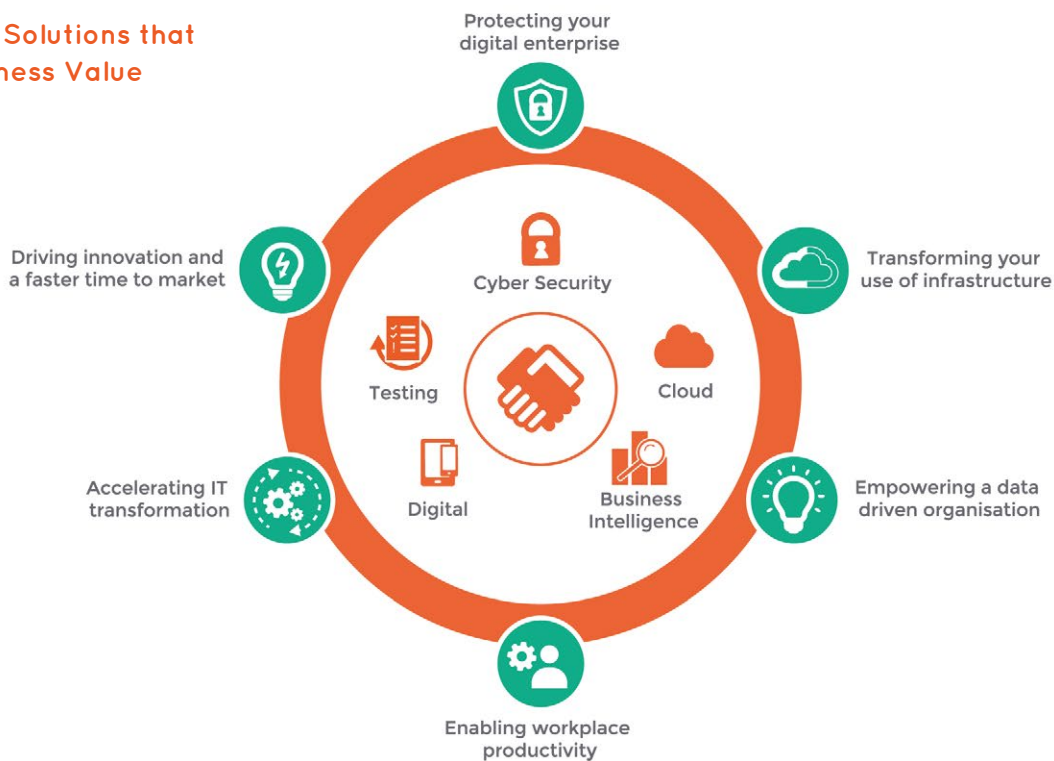 Solutions that
ness Value
Protecting your
digital enterprise
Driving innovation and
a faster time to market
Cyber Security
Transforming your
use of infrastructure
Testing
Cloud
Accelerating IT
transformation
Digital
Business
Intelligence
Empowering a data
driven organisation
Enabling workplace
productivity